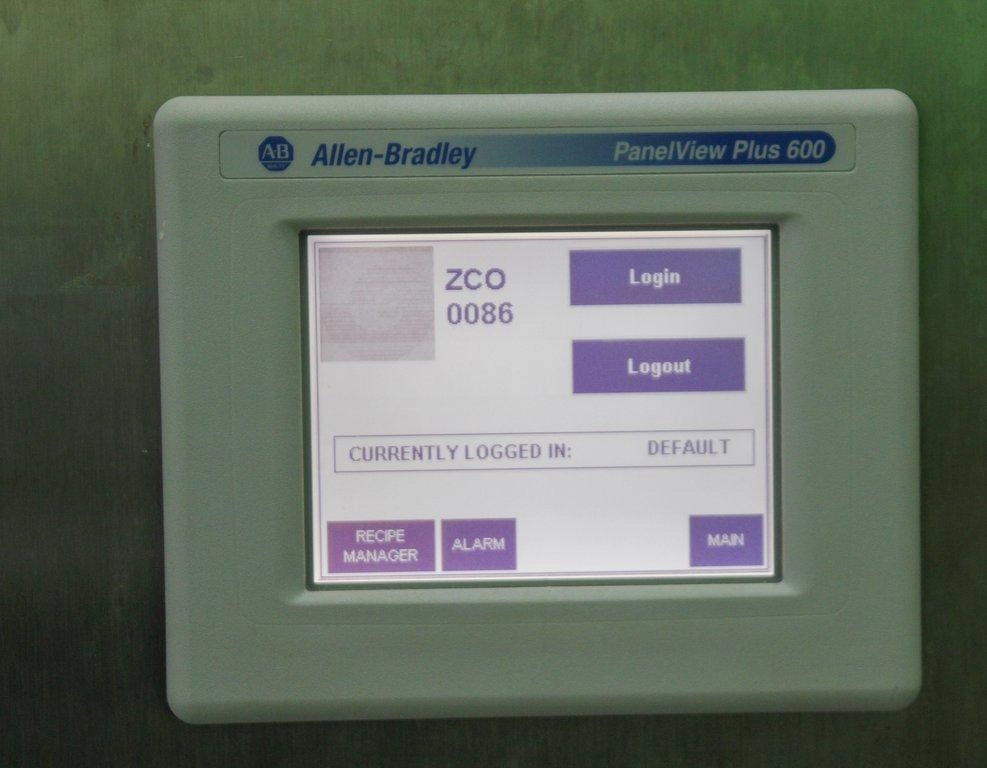 AB Allen-Bradley PanelView Plus 600
ZCO
0086
Login
Logout
CURRENTLY LOGGED IN: DEFAULT
RECIPE
MANAGER
ALARM
MAIN